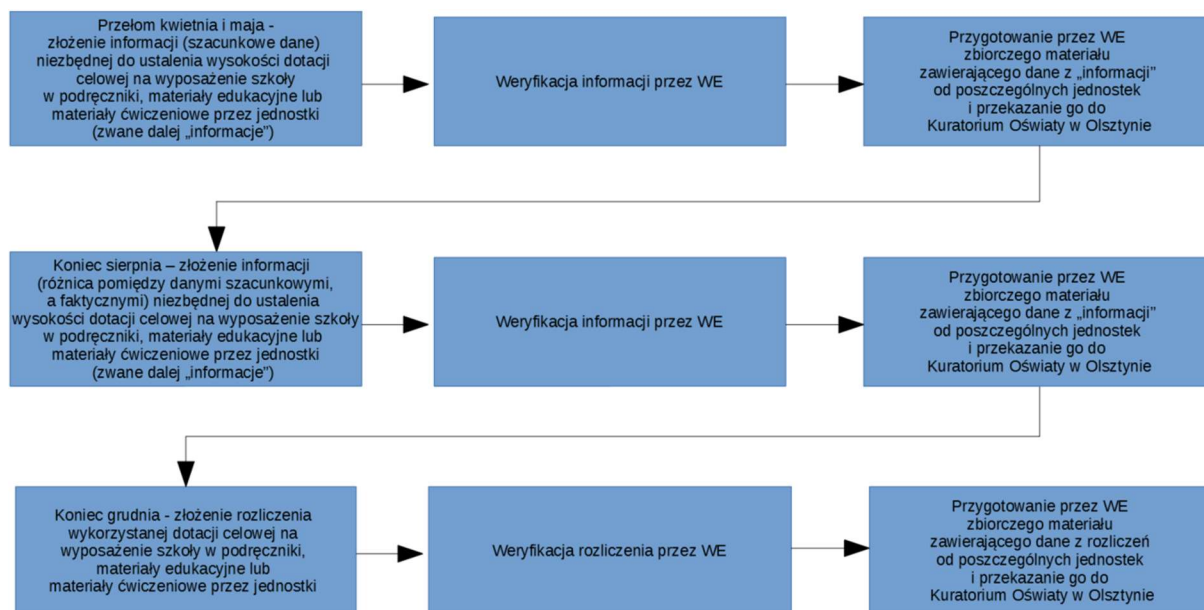 Przełom kwietnia i maja -
złożenie informacji (szacunkowe dane)
niezbędnej do ustalenia wysokości dotacji
celowej na wyposażenie szkoły
w podręczniki, materiały edukacyjne lub
materiały ćwiczeniowe przez jednostki
(zwane dalej „informacje”)
Weryfikacja informacji przez WE
Przygotowanie przez WE
zbiorczego materiału
zawierającego dane z „informacji”
od poszczególnych jednostek
i przekazanie go do
Kuratorium Oświaty w Olsztynie
Koniec sierpnia – złożenie informacji
(różnica pomiędzy danymi szacunkowymi,
a faktycznymi) niezbędnej do ustalenia
wysokości dotacji celowej na wyposażenie szkoły
w podręczniki, materiały edukacyjne lub
materiały ćwiczeniowe przez jednostki
(zwane dalej „informacje”)
Weryfikacja informacji przez WE
Przygotowanie przez WE
zbiorczego materiału
zawierającego dane z „informacji”
od poszczególnych jednostek
i przekazanie go do
Kuratorium Oświaty w Olsztynie
Koniec grudnia - złożenie rozliczenia
wykorzystanej dotacji celowej na
wyposażenie szkoły w podręczniki,
materiały edukacyjne lub
materiały ćwiczeniowe przez jednostki
Weryfikacja rozliczenia przez WE
Przygotowanie przez WE
zbiorczego materiału
zawierającego dane z rozliczeń
od poszczególnych jednostek
i przekazanie go do
Kuratorium Oświaty w Olsztynie